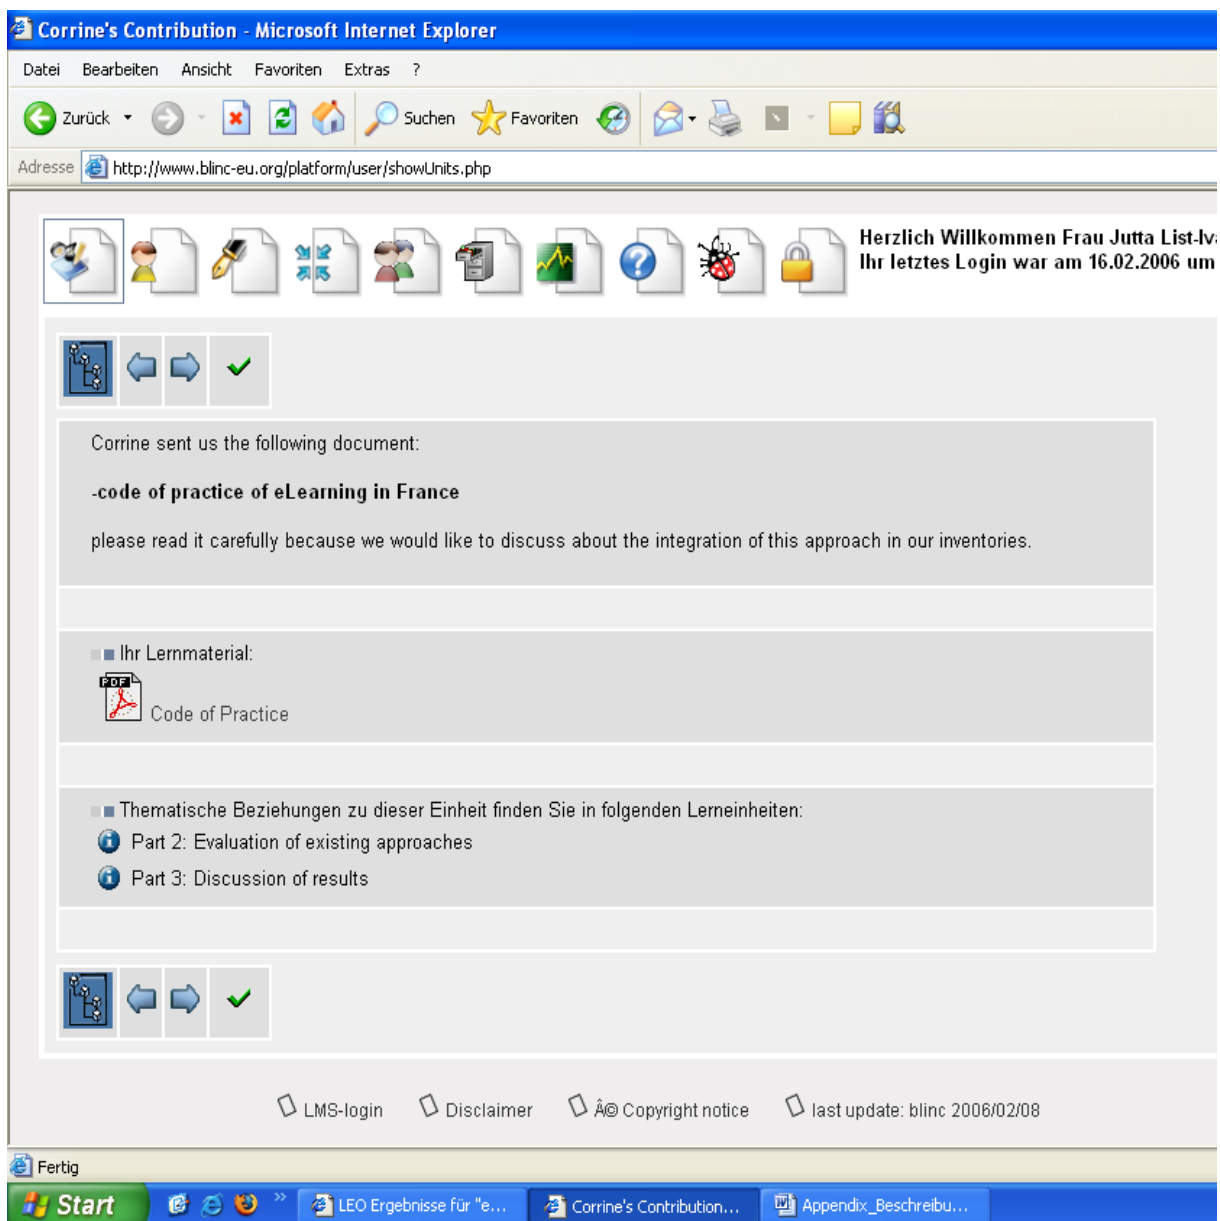 Corrine's Contribution - Microsoft Internet Explorer
Datei Bearbeiten Ansicht Favoriten Extras ?
Zurück Suchen Favoriten
Adresse http://www.blinc-eu.org/platform/user/showUnits.php
Herzlich Willkommen Frau Jutta List-Iva
Ihr letztes Login war am 16.02.2006 um
Corrine sent us the following document:
-code of practice of eLearning in France
please read it carefully because we would like to discuss about the integration of this approach in our inventories.
Ihr Lernmaterial:
PDF
Code of Practice
Thematische Beziehungen zu dieser Einheit finden Sie in folgenden Lerneinheiten:
Part 2: Evaluation of existing approaches
Part 3: Discussion of results
LMS-login Disclaimer Â© Copyright notice last update: blinc 2006/02/08
Fertig
Start » LEO Ergebnisse für "e... Corrine's Contribution... Appendix_Beschreibu...